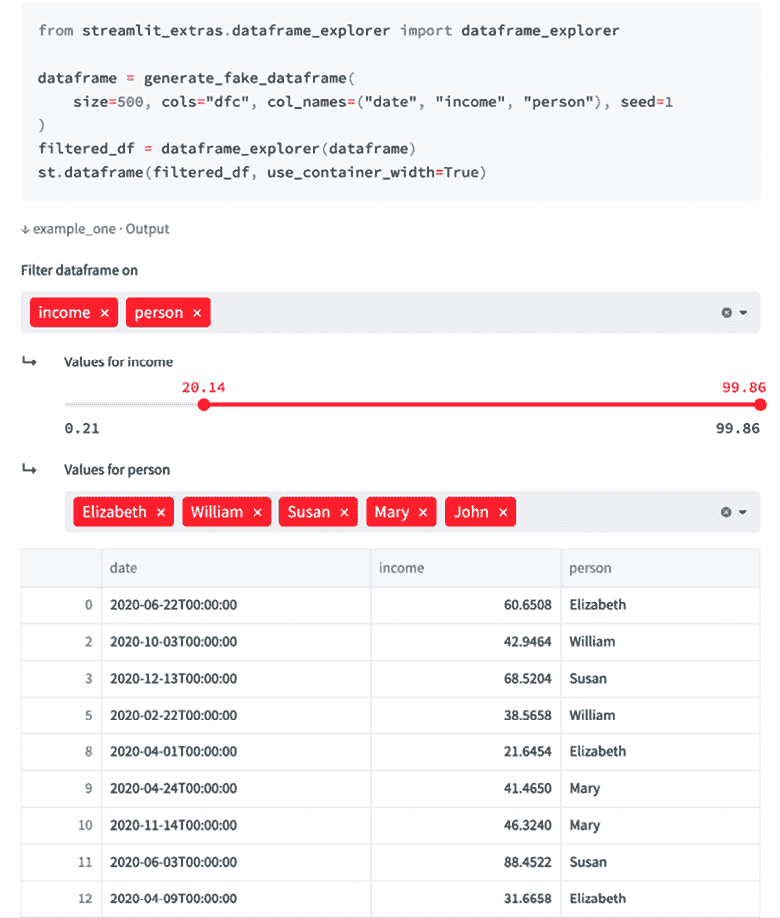 from streamlit_extras.dataframe_explorer import dataframe_explorer
dataframe = generate_fake_dataframe(
    size=500, cols="dfc", col_names=("date", "income", "person"), seed=1
)
filtered_df = dataframe_explorer(dataframe)
st.dataframe(filtered_df, use_container_width=True)
↓ example_one · Output
Filter dataframe on
income × person ×
Values for income
20.14 99.86
0.21 99.86
Values for person
Elizabeth × William × Susan × Mary × John ×
date income person
0 2020-06-22T00:00:00 60.6508 Elizabeth
2 2020-10-03T00:00:00 42.9464 William
3 2020-12-13T00:00:00 68.5204 Susan
5 2020-02-22T00:00:00 38.5658 William
8 2020-04-01T00:00:00 21.6454 Elizabeth
9 2020-04-24T00:00:00 41.4650 Mary
10 2020-11-14T00:00:00 46.3240 Mary
11 2020-06-03T00:00:00 88.4522 Susan
12 2020-04-09T00:00:00 31.6658 Elizabeth